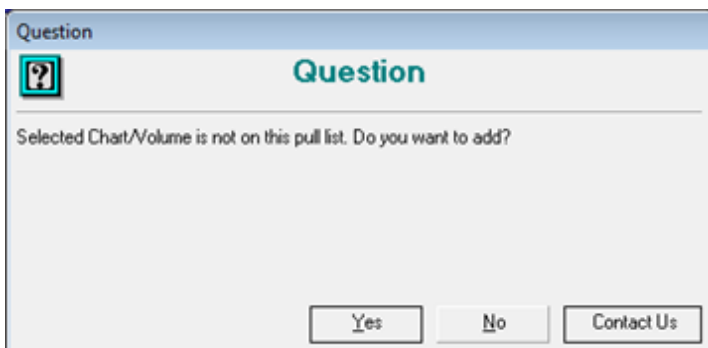 Question
Question
Selected Chart/Volume is not on this pull list. Do you want to add?
Yes No Contact Us